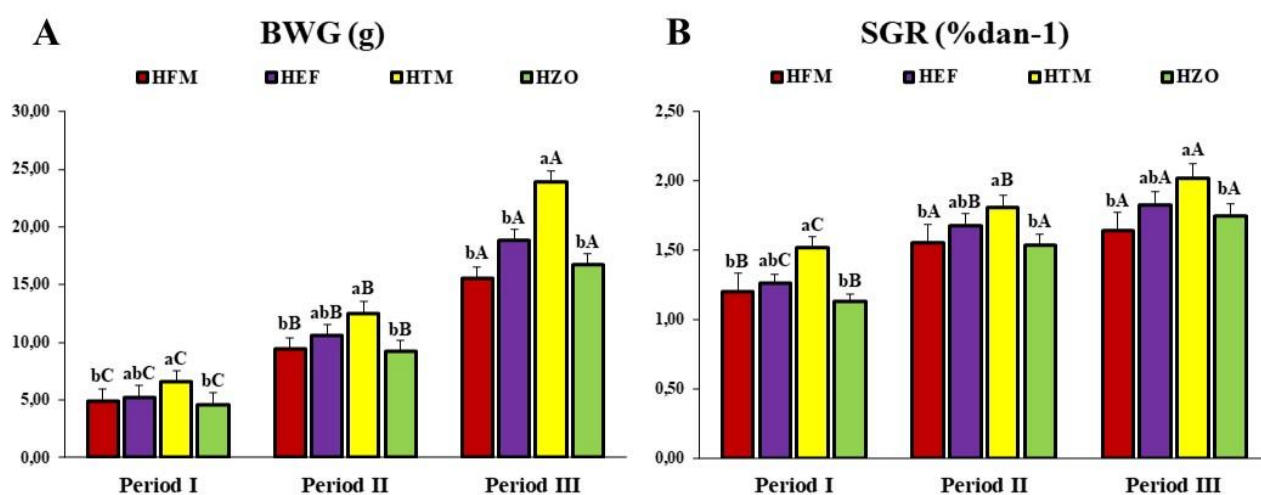 A
BWG (g)
HFM HEF HTM HZO
30,00
25,00
20,00
15,00
10,00
5,00
0,00
bC abC aC bC
bB abB aB bB
bA bA aA bA
Period I Period II Period III
B
SGR (%dan-1)
HFM HEF HTM HZO
2,50
2,00
1,50
1,00
0,50
0,00
bB abC aC bB
bA abB aB bA
bA abA aA bA
Period I Period II Period III